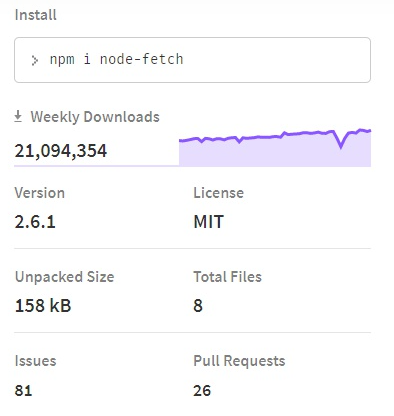 Install
> npm i node-fetch
Weekly Downloads
21,094,354
Version License
2.6.1 MIT
Unpacked Size Total Files
158 kB 8
Issues Pull Requests
81 26